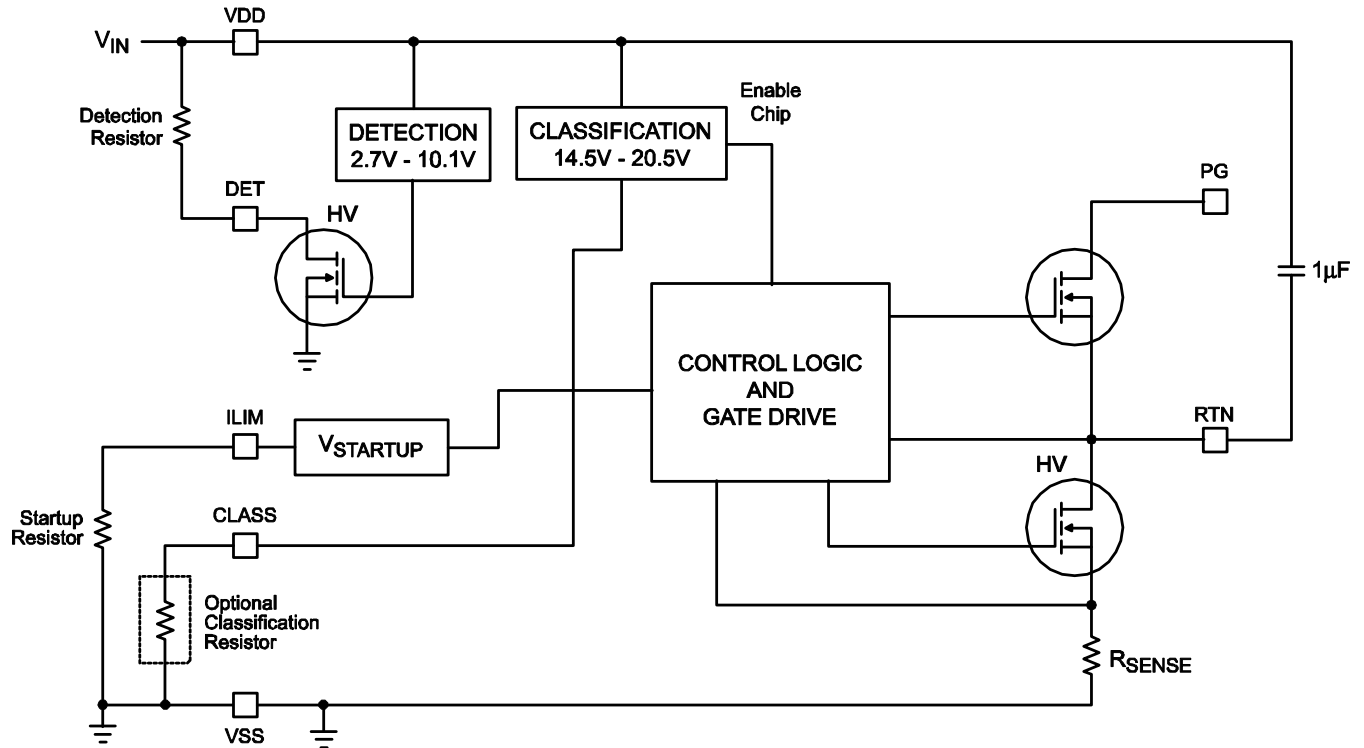 VIN
VDD
Detection
Resistor
DETECTION
2.7V - 10.1V
CLASSIFICATION
14.5V - 20.5V
Enable
Chip
DET
HV
PG
1µF
CONTROL LOGIC
AND
GATE DRIVE
ILIM
VSTARTUP
RTN
HV
Startup
Resistor
CLASS
Optional
Classification
Resistor
RSENSE
VSS